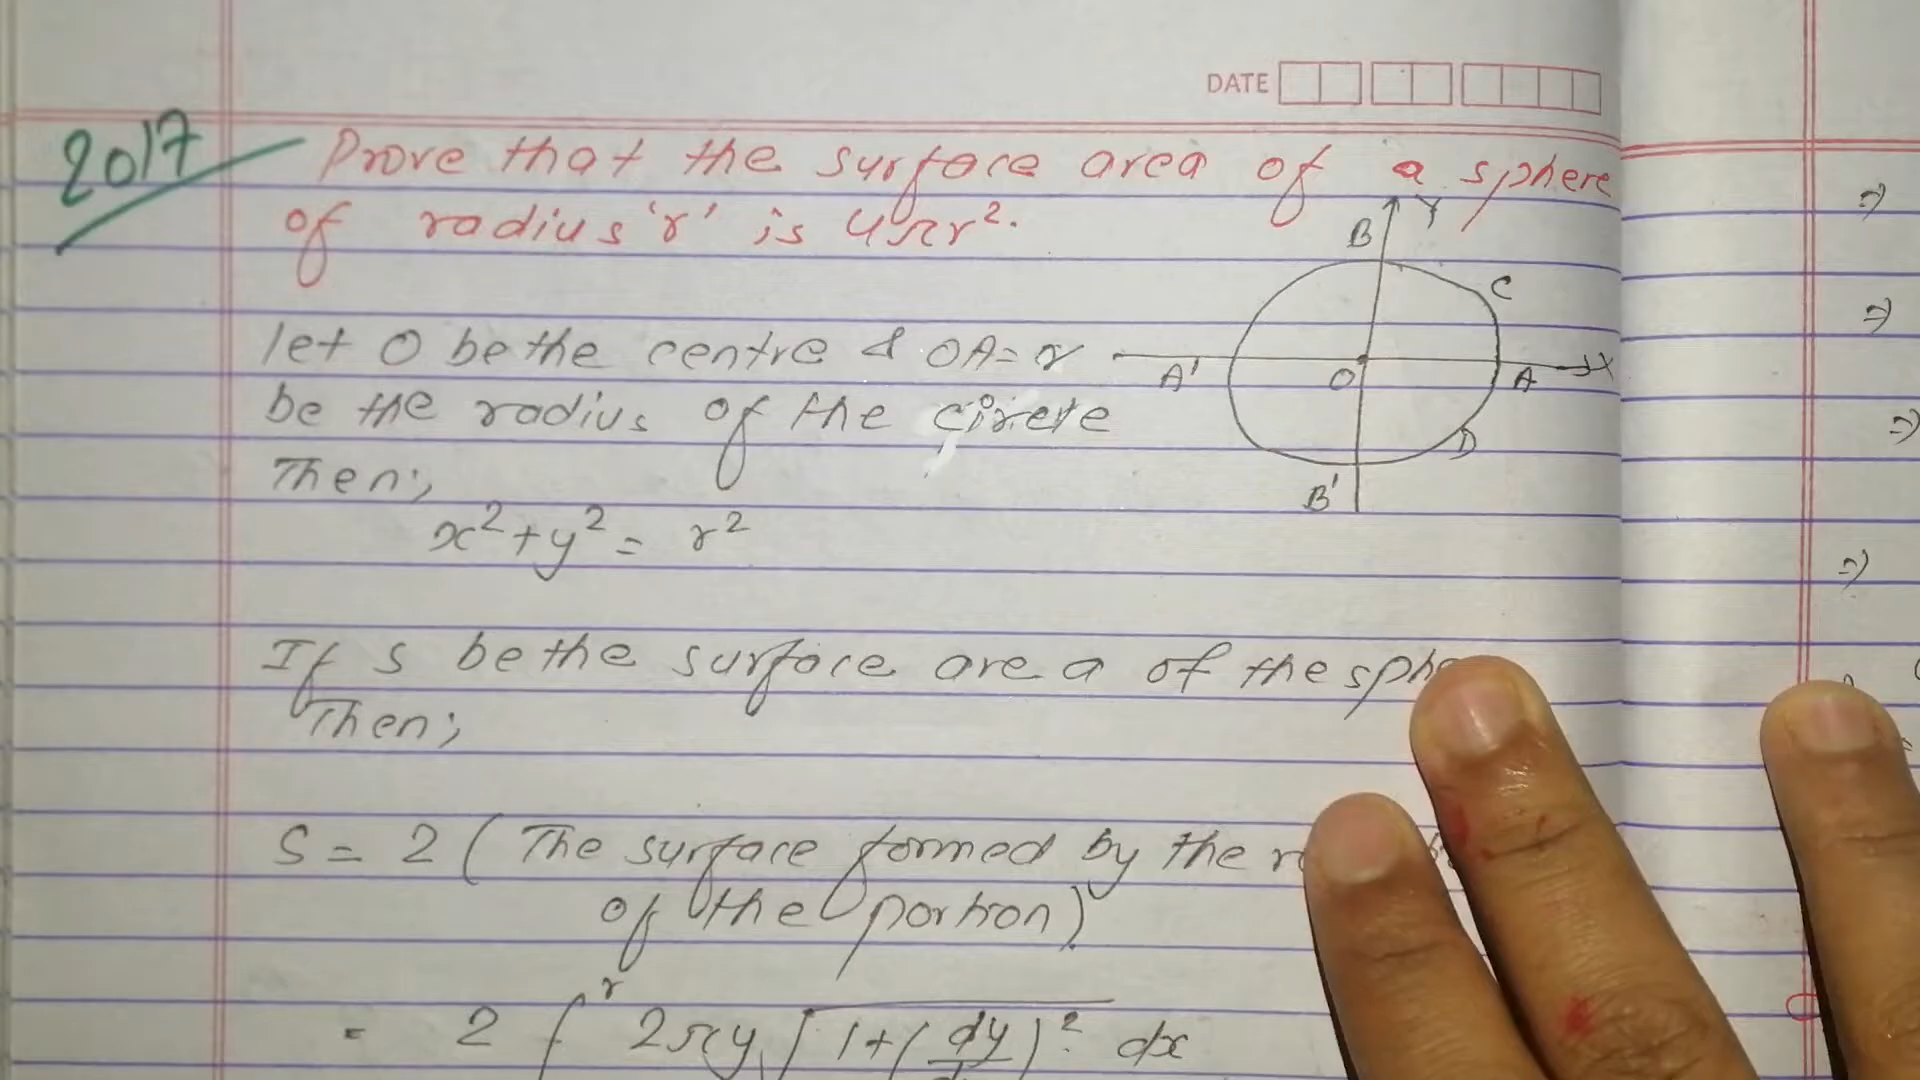 DATE
2017
Prove that the surface area of a sphere
of radius 'r' is 4πr².
Y
B
C
let O be the centre & OA = r
A'
O
A
X
be the radius of the circle
D
Then;
B'
x² + y² = r²
If S be the surface area of the
Then;
S = 2 (The surface formed by the
of the portion)
= 2 ∫ r 2πy √1+(dy/)² dx
⇒
⇒
⇒
⇒